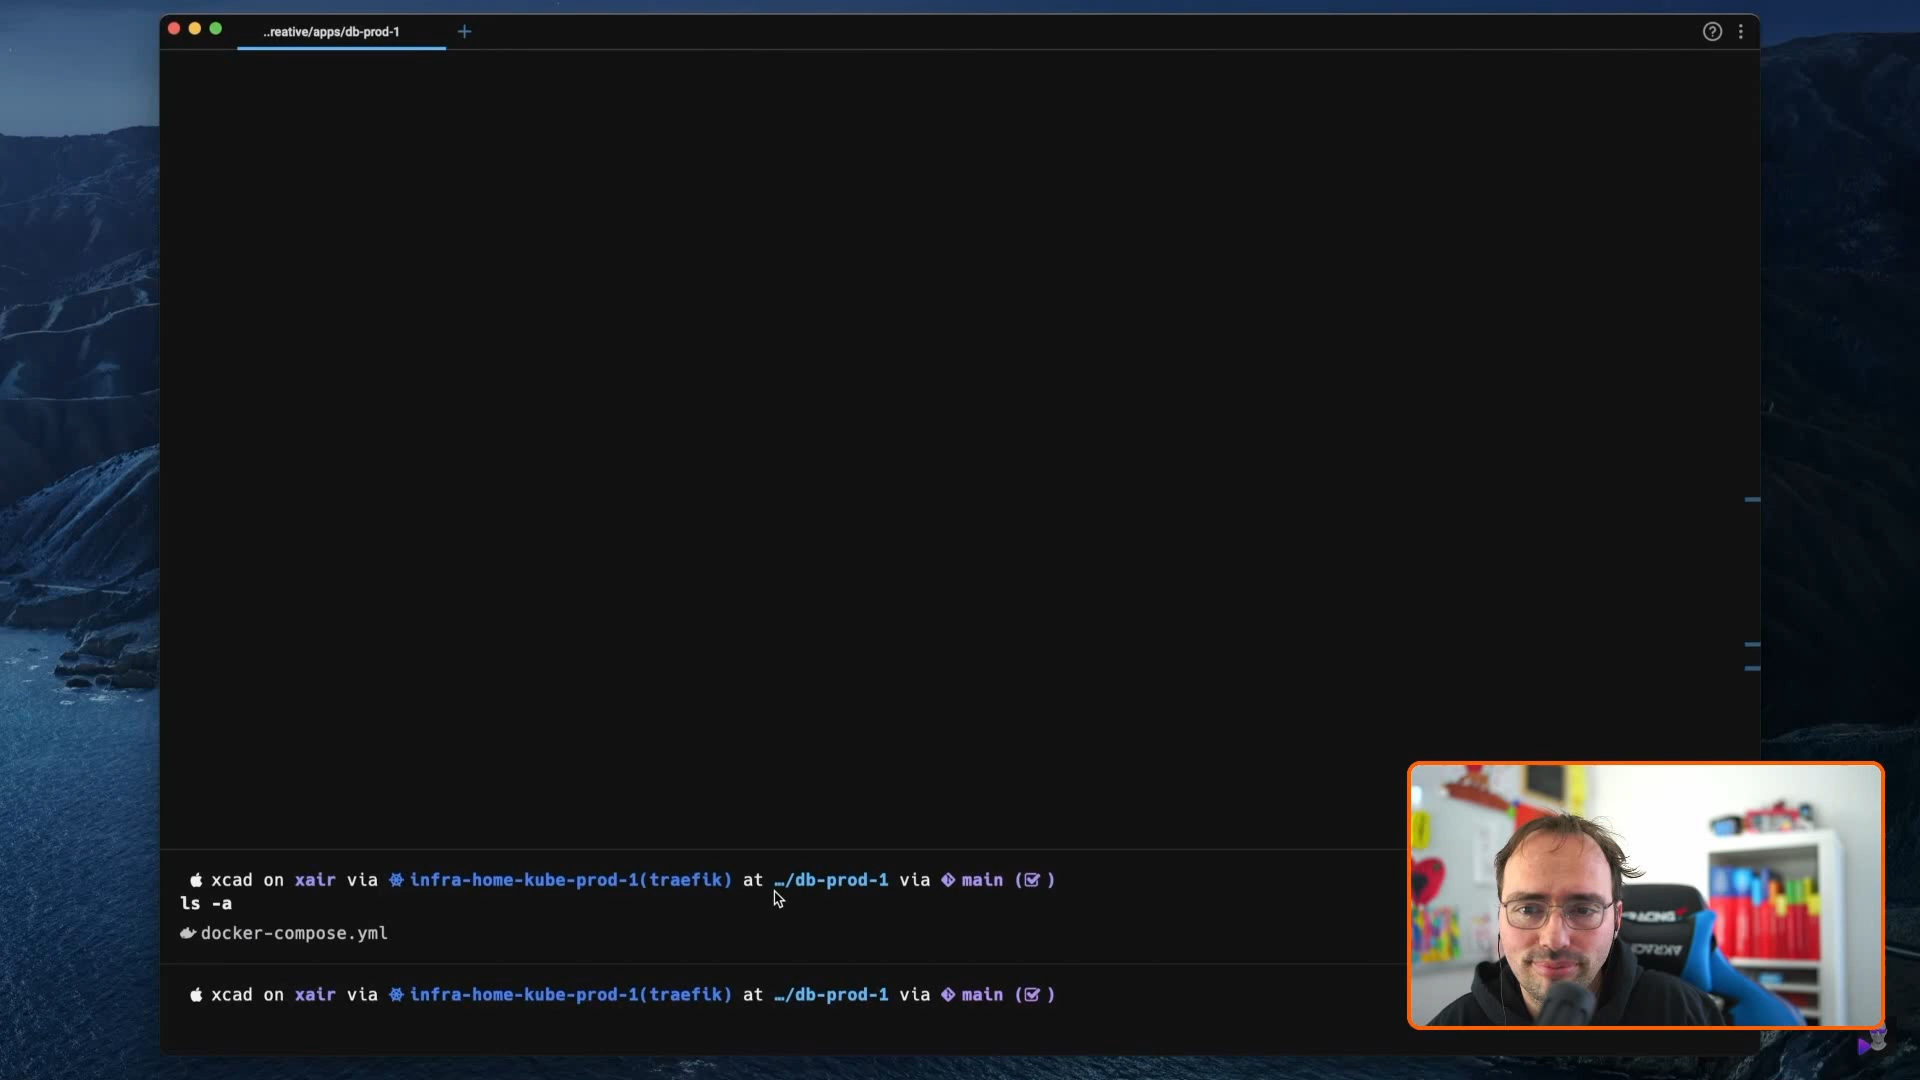 ..reative/apps/db-prod-1
xcad on xair via infra-home-kube-prod-1(traefik) at …/db-prod-1 via main ( )
ls -a
docker-compose.yml
xcad on xair via infra-home-kube-prod-1(traefik) at …/db-prod-1 via main ( )